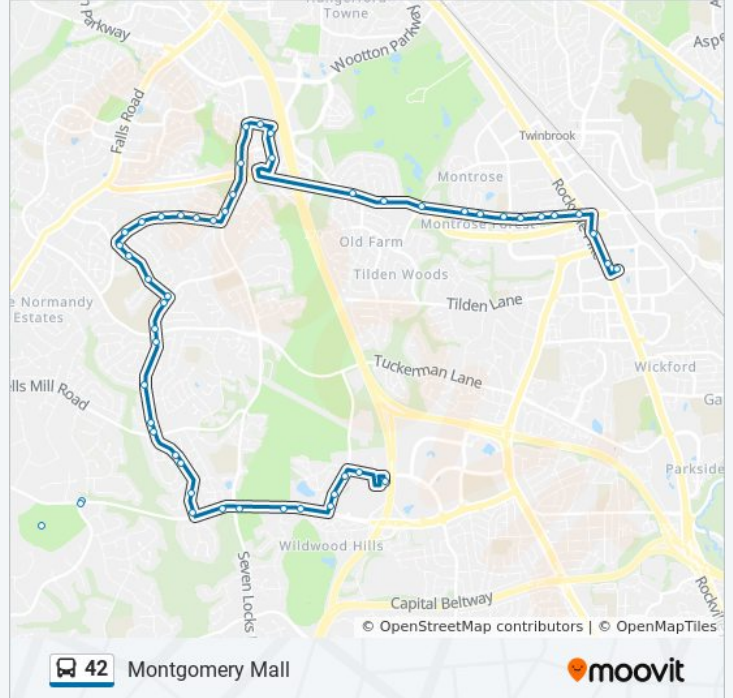 Hungerford
Towne
Parkway
Wootton Parkway
Falls Road
Twinbrook
Montrose
Montrose Forest
Old Farm
Tilden Woods
e Normandy
Estates
Tilden Lane
Tuckerman Lane
Wickford
ells Mill Road
Ga
Parkside
Wildwood Hills
Seven Locks
Capital Beltway
Rockvi
© OpenStreetMap contributors | © OpenMapTiles
42 Montgomery Mall
moovit